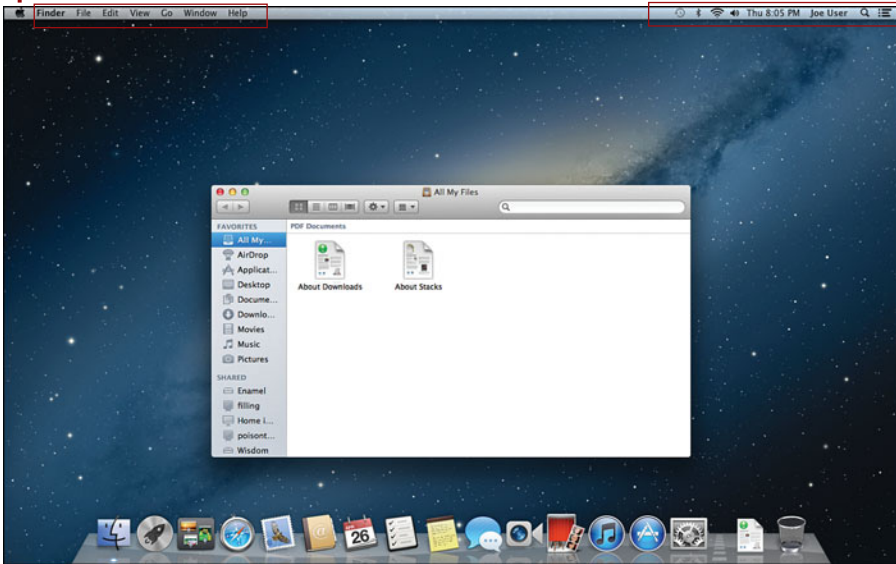 Finder File Edit View Go Window Help
Thu 8:05 PM Joe User
All My Files
FAVORITES
All My...
AirDrop
Applicat...
Desktop
Docume...
Downlo...
Movies
Music
Pictures
SHARED
Enamel
filling
Home i...
poisont...
Wisdom
PDF Documents
About Downloads About Stacks
26